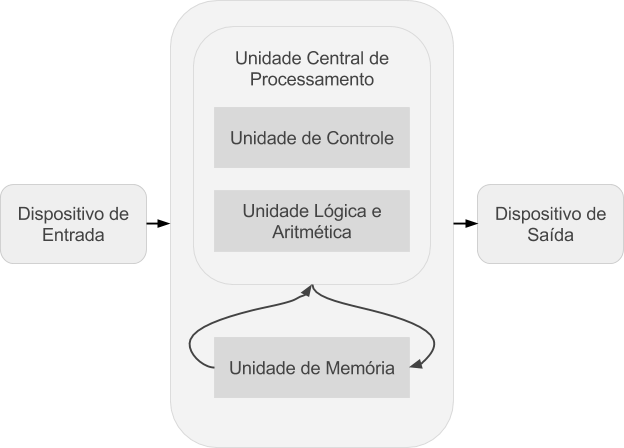 Unidade Central de
Processamento
Unidade de Controle
Dispositivo de
Entrada
Unidade Lógica e
Aritmética
Dispositivo de
Saída
Unidade de Memória